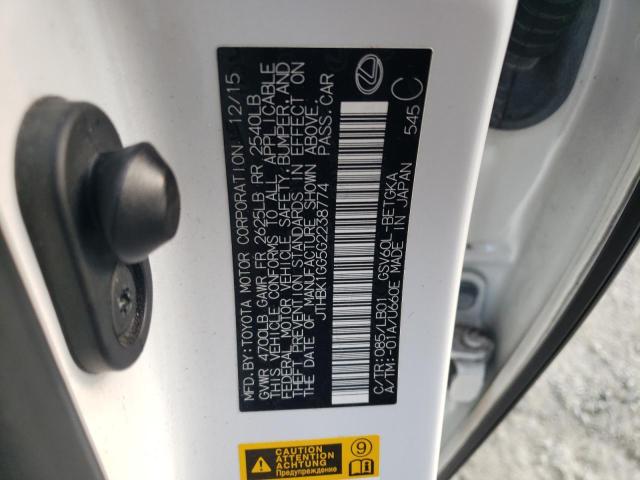 MFD.BY:TOYOTA MOTOR CORPORATION 12/15
GVWR 4700LB GAWR FR 2625LB RR 2540LB
THIS VEHICLE CONFORMS TO ALL APPLICABLE
FEDERAL MOTOR VEHICLE SAFETY,BUMPER,AND
THEFT PREVENTION STANDARDS IN EFFECT ON
THE DATE OF MANUFACTURE SHOWN ABOVE.
JTHBK1GG5G2238774 PASS.CAR
C/TR:085/LB01 GSV60L-BETGKA
A/TM:-01A/U660E MADE IN JAPAN
545 C
CAUTION
ATTENTION
ACHTUNG
9